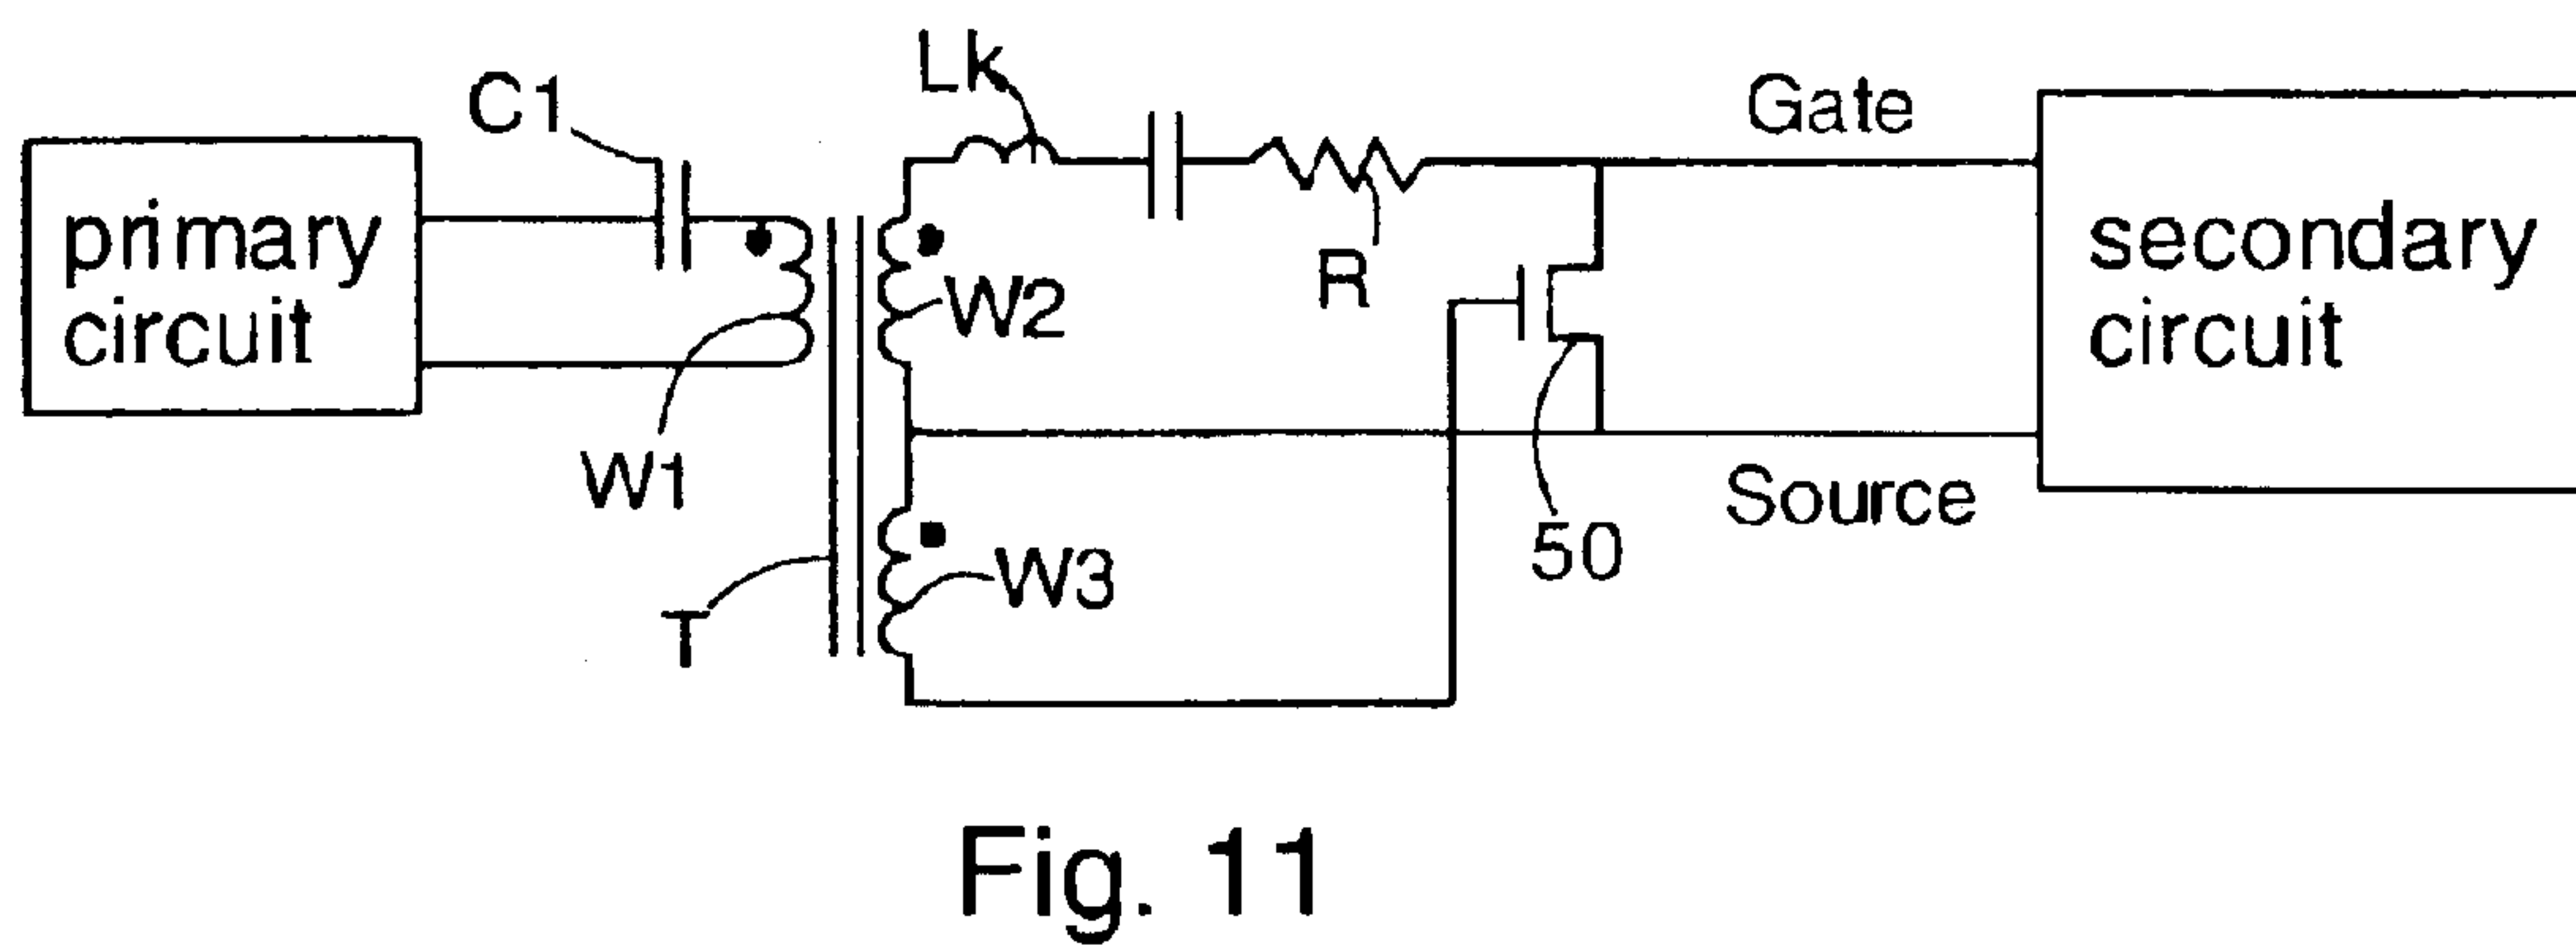 Lk
C1
Gate
primary
circuit
secondary
circuit
R
W2
W1
Source
50
W3
T
Fig. 11